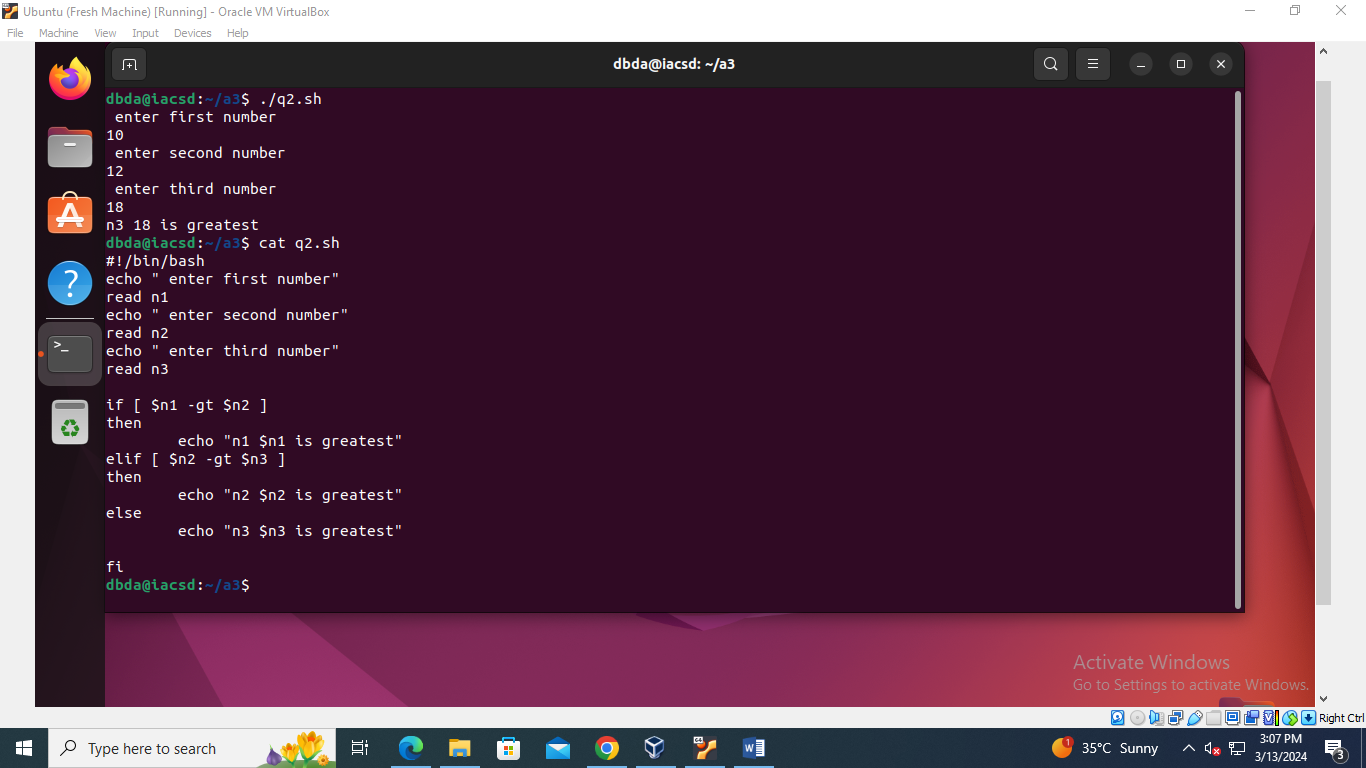 Ubuntu (Fresh Machine) [Running] - Oracle VM VirtualBox
File Machine View Input Devices Help
dbda@iacsd: ~/a3
dbda@iacsd:~/a3$ ./q2.sh
 enter first number
10
 enter second number
12
 enter third number
18
n3 18 is greatest
dbda@iacsd:~/a3$ cat q2.sh
#!/bin/bash
echo " enter first number"
read n1
echo " enter second number"
read n2
echo " enter third number"
read n3
if [ $n1 -gt $n2 ]
then
        echo "n1 $n1 is greatest"
elif [ $n2 -gt $n3 ]
then
        echo "n2 $n2 is greatest"
else
        echo "n3 $n3 is greatest"
fi
dbda@iacsd:~/a3$
Activate Windows
Go to Settings to activate Windows.
Right Ctrl
Type here to search
35°C Sunny
3:07 PM
3/13/2024
3